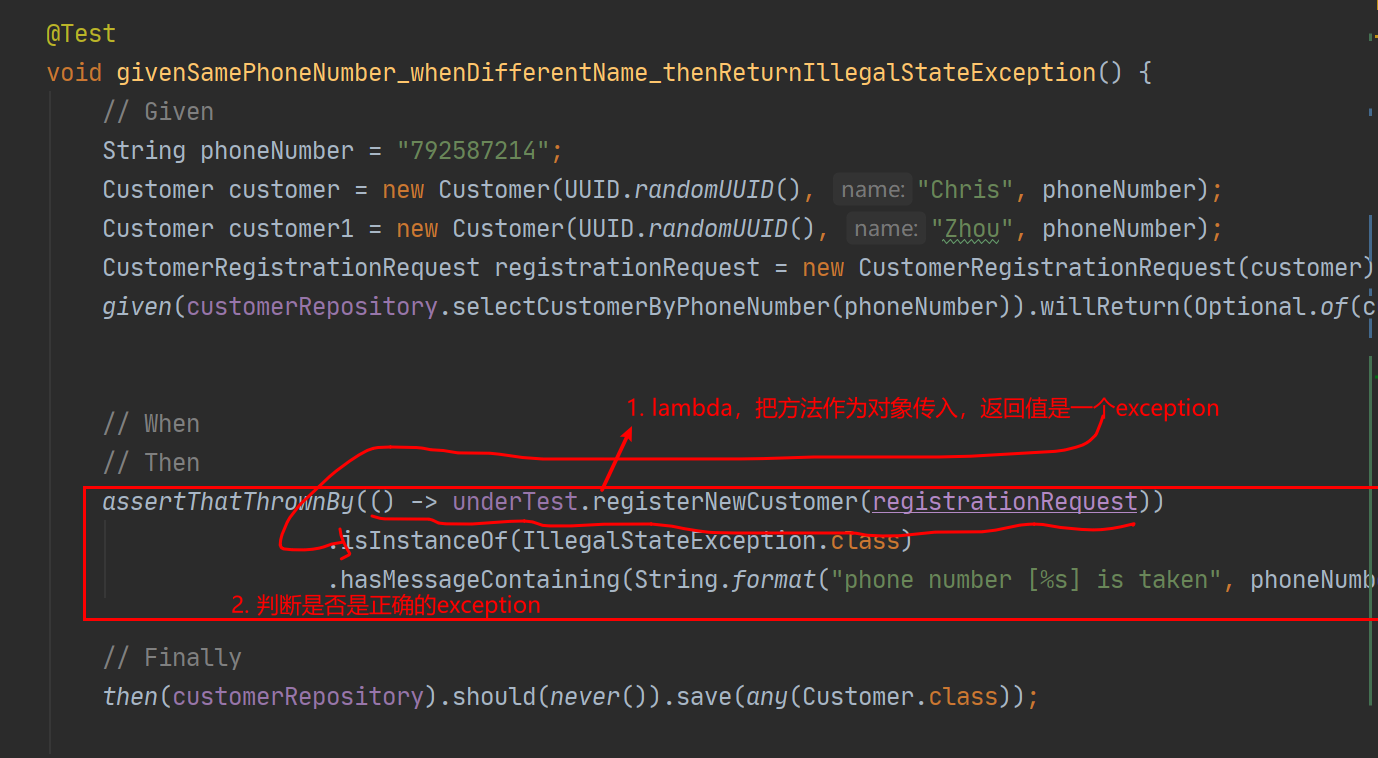 @Test
void givenSamePhoneNumber_whenDifferentName_thenReturnIllegalStateException() {
// Given
String phoneNumber = "792587214";
Customer customer = new Customer(UUID.randomUUID(), name: "Chris", phoneNumber);
Customer customer1 = new Customer(UUID.randomUUID(), name: "Zhou", phoneNumber);
CustomerRegistrationRequest registrationRequest = new CustomerRegistrationRequest(customer)
given(customerRepository.selectCustomerByPhoneNumber(phoneNumber)).willReturn(Optional.of(c
1. lambda，把方法作为对象传入，返回值是一个exception
// When
// Then
assertThatThrownBy(() -> underTest.registerNewCustomer(registrationRequest))
.isInstanceOf(IllegalStateException.class)
.hasMessageContaining(String.format("phone number [%s] is taken", phoneNumb
2. 判断是否是正确的exception
// Finally
then(customerRepository).should(never()).save(any(Customer.class));